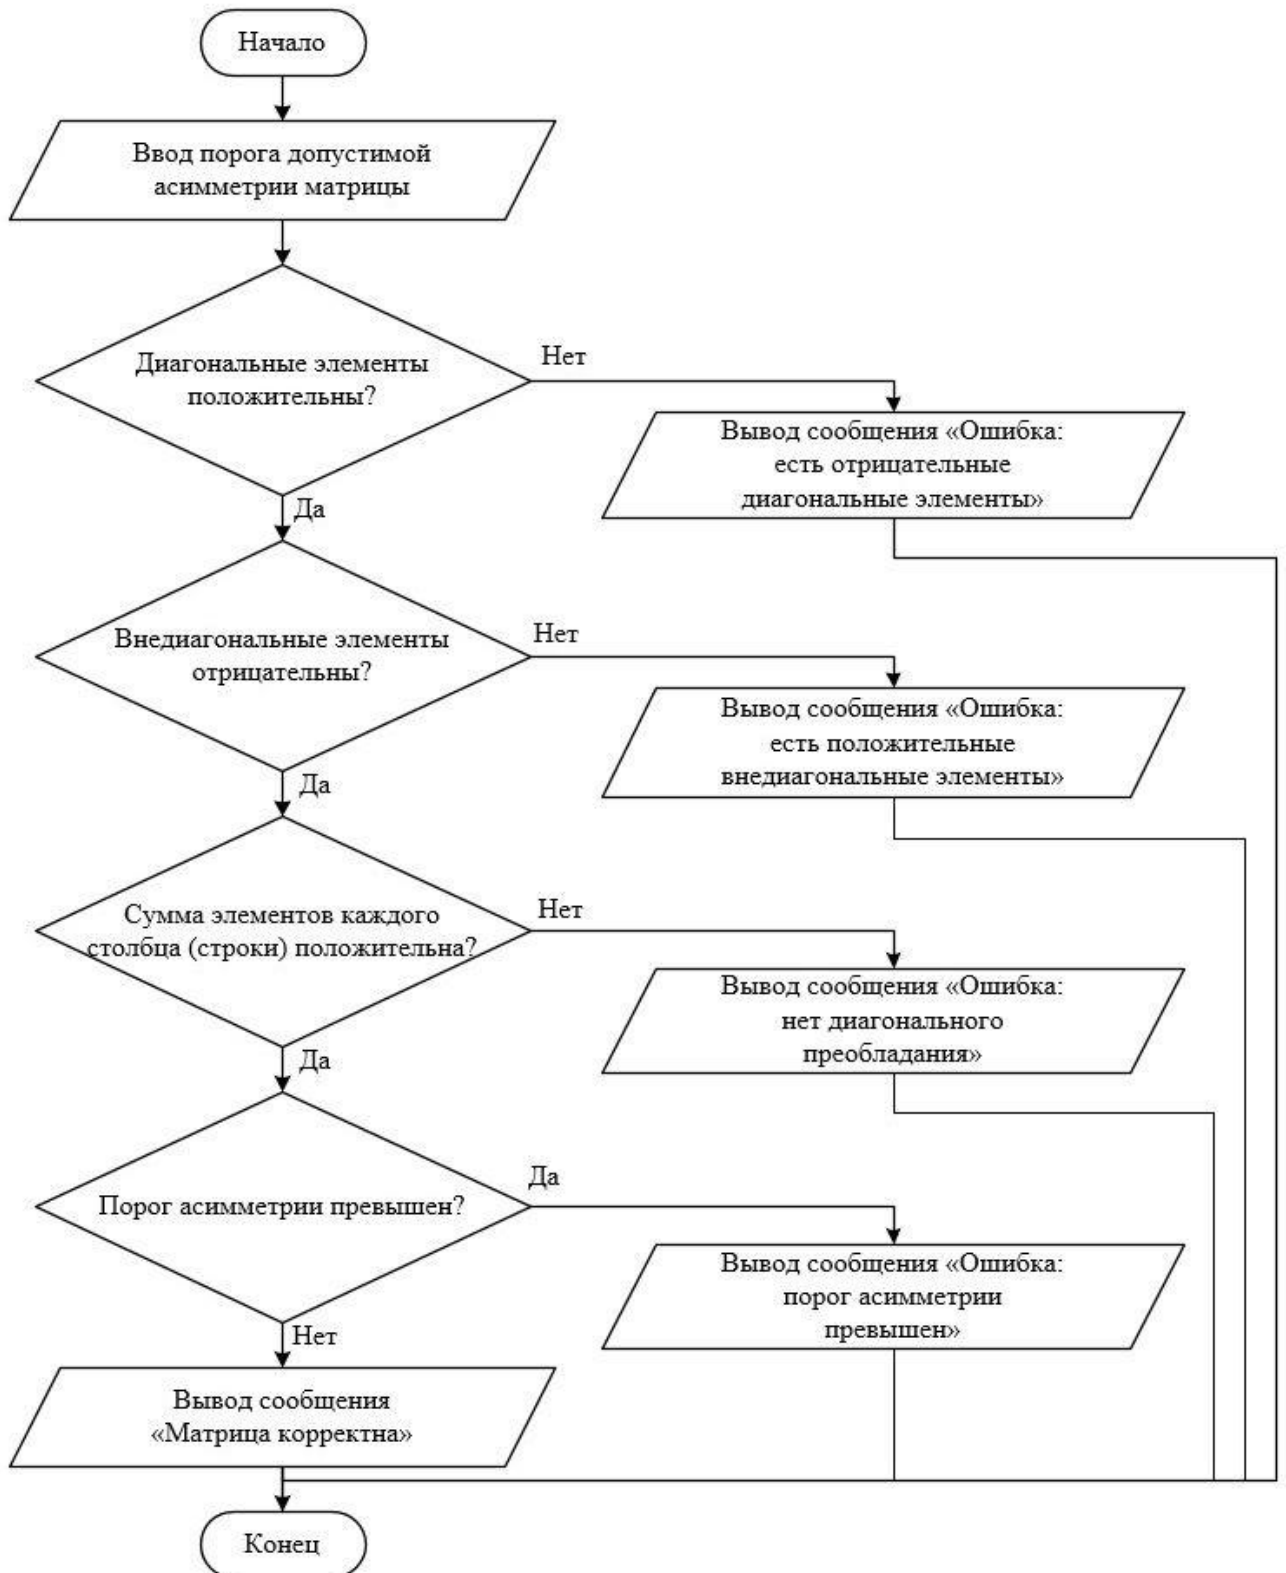 Начало
Ввод порога допустимой
асимметрии матрицы
Диагональные элементы
положительны?
Нет
Вывод сообщения «Ошибка:
есть отрицательные
диагональные элементы»
Да
Внедиагональные элементы
отрицательны?
Нет
Вывод сообщения «Ошибка:
есть положительные
внедиагональные элементы»
Да
Сумма элементов каждого
столбца (строки) положительна?
Нет
Вывод сообщения «Ошибка:
нет диагонального
преобладания»
Да
Порог асимметрии превышен?
Да
Вывод сообщения «Ошибка:
порог асимметрии
превышен»
Нет
Вывод сообщения
«Матрица корректна»
Конец